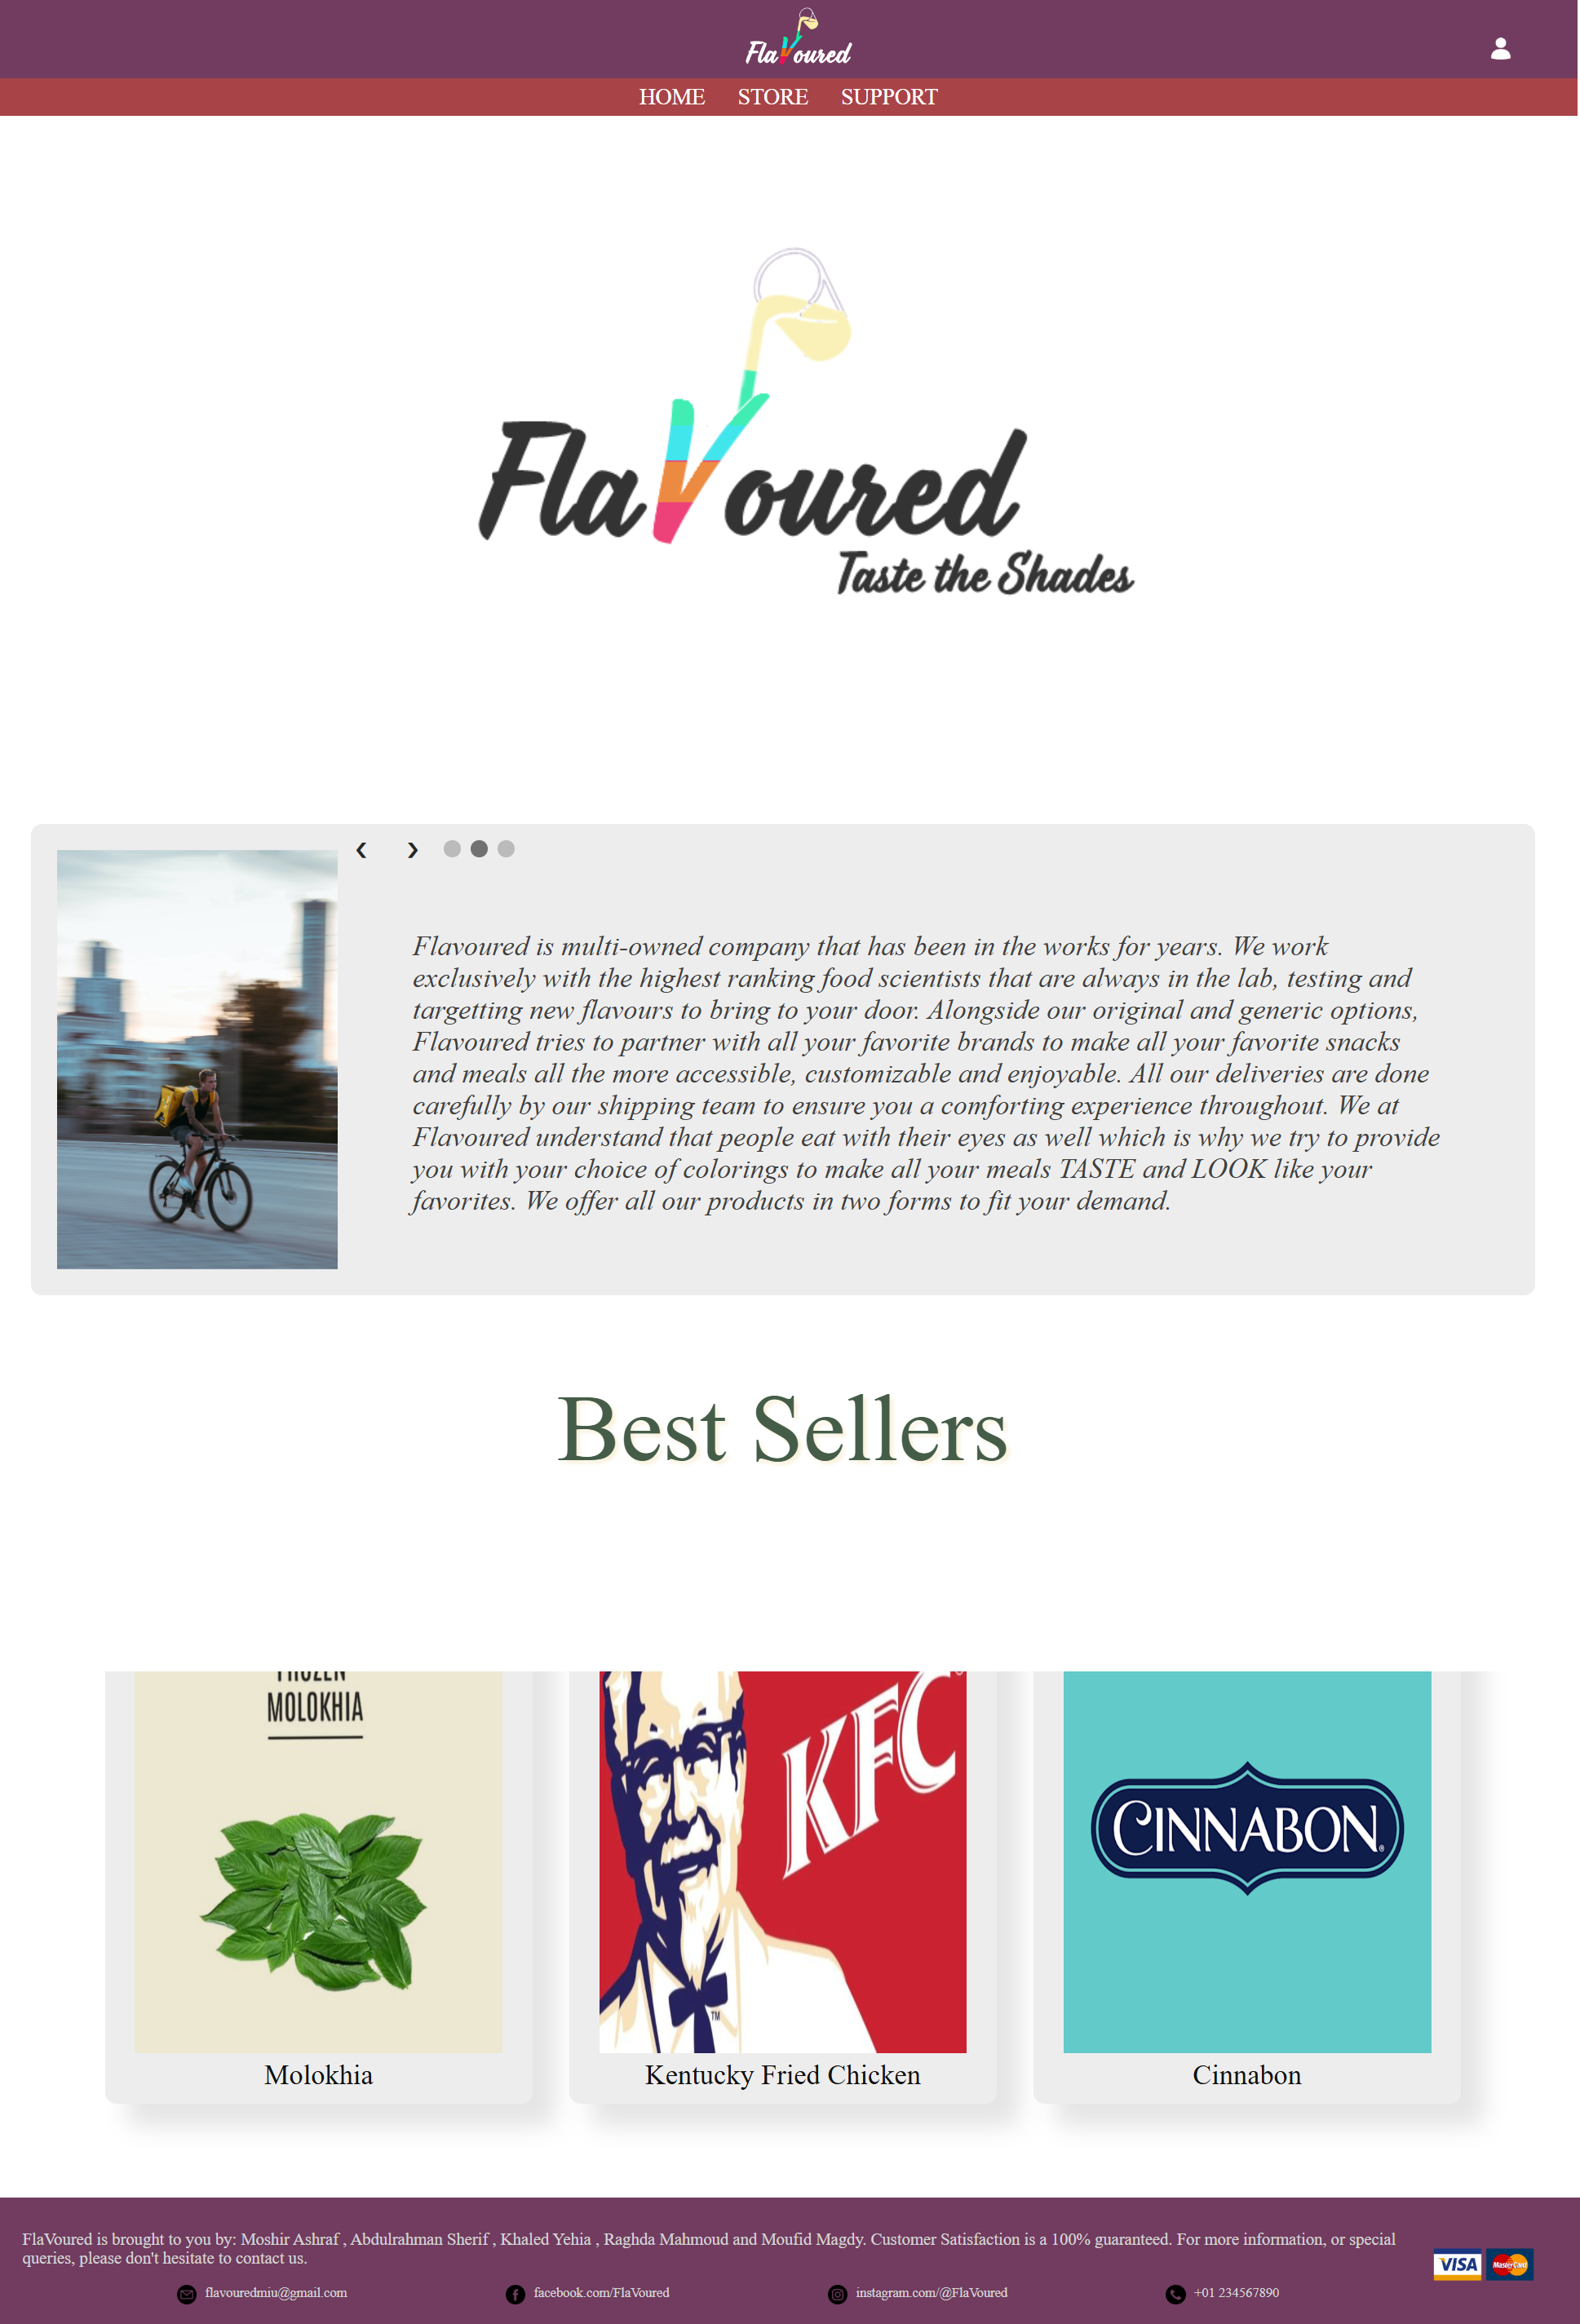 FlaVoured
HOME STORE SUPPORT
FlaVoured
Taste the Shades
‹ ›
Flavoured is multi-owned company that has been in the works for years. We work
exclusively with the highest ranking food scientists that are always in the lab, testing and
targetting new flavours to bring to your door. Alongside our original and generic options,
Flavoured tries to partner with all your favorite brands to make all your favorite snacks
and meals all the more accessible, customizable and enjoyable. All our deliveries are done
carefully by our shipping team to ensure you a comforting experience throughout. We at
Flavoured understand that people eat with their eyes as well which is why we try to provide
you with your choice of colorings to make all your meals TASTE and LOOK like your
favorites. We offer all our products in two forms to fit your demand.
Best Sellers
FROZEN
MOLOKHIA
KFC
TM
CINNABON®
Molokhia
Kentucky Fried Chicken
Cinnabon
FlaVoured is brought to you by: Moshir Ashraf , Abdulrahman Sherif , Khaled Yehia , Raghda Mahmoud and Moufid Magdy. Customer Satisfaction is a 100% guaranteed. For more information, or special
queries, please don't hesitate to contact us.
VISA MasterCard
flavouredmiu@gmail.com
facebook.com/FlaVoured
instagram.com/@FlaVoured
+01 234567890